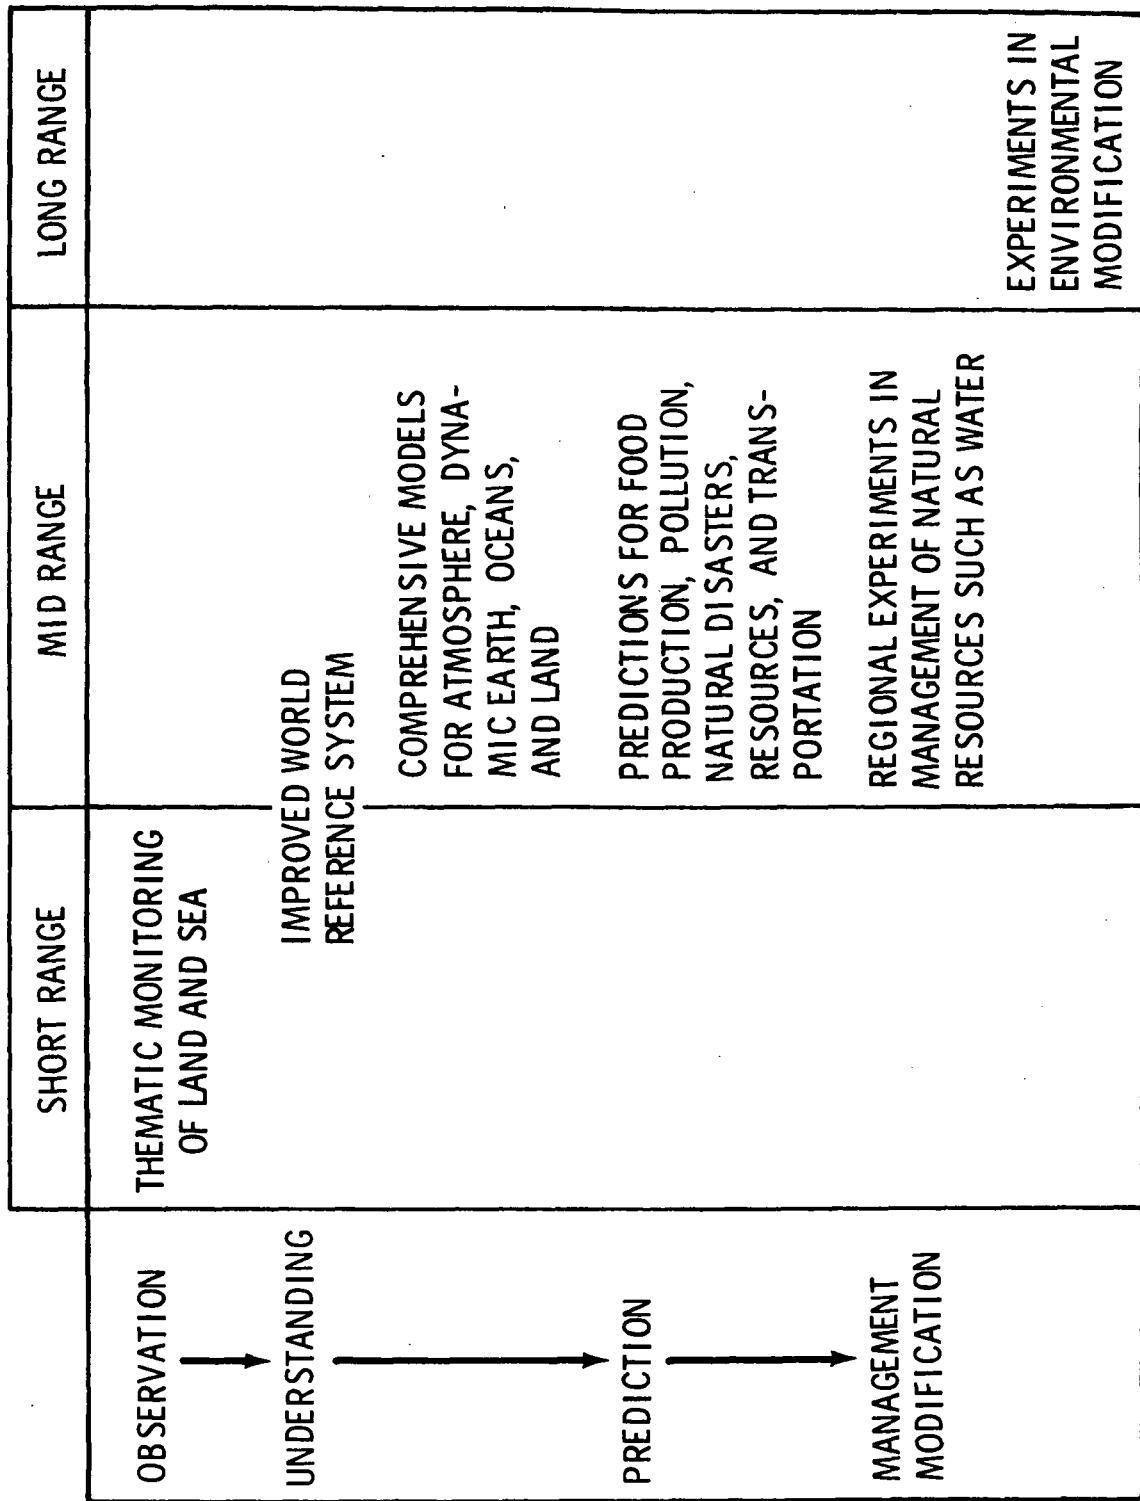 SHORT RANGE
MID RANGE
LONG RANGE
OBSERVATION
THEMATIC MONITORING
OF LAND AND SEA
UNDERSTANDING
IMPROVED WORLD
REFERENCE SYSTEM
COMPREHENSIVE MODELS
FOR ATMOSPHERE, DYNA-
MIC EARTH, OCEANS,
AND LAND
PREDICTION
PREDICTIONS FOR FOOD
PRODUCTION, POLLUTION,
NATURAL DISASTERS,
RESOURCES, AND TRANS-
PORTATION
MANAGEMENT
MODIFICATION
REGIONAL EXPERIMENTS IN
MANAGEMENT OF NATURAL
RESOURCES SUCH AS WATER
EXPERIMENTS IN
ENVIRONMENTAL
MODIFICATION